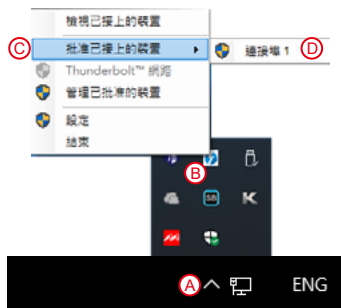 檢視已接上的裝置
C 批准已接上的裝置 連接埠 1 D
Thunderbolt™ 網路
管理已批准的裝置
設定
結束
B
SB K
A ENG